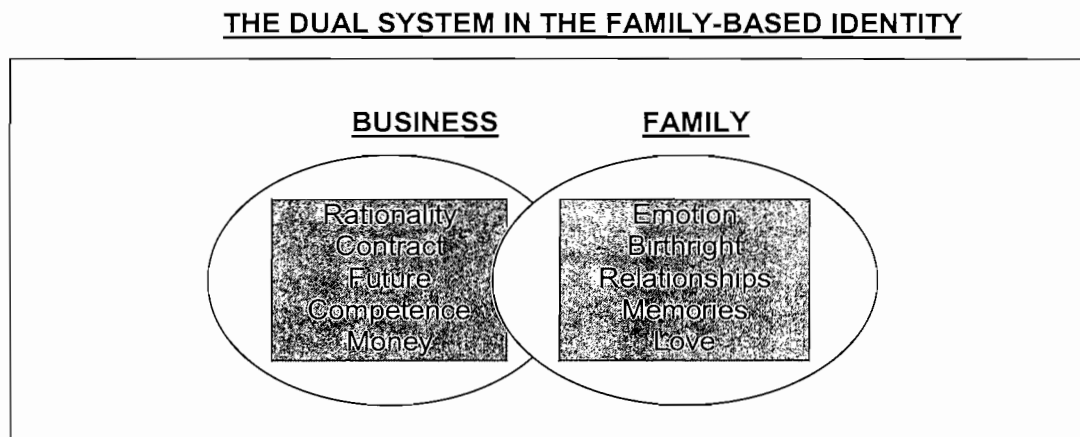 THE DUAL SYSTEM IN THE FAMILY-BASED IDENTITY
BUSINESS
FAMILY
Rationality
Contract
Future
Competence
Money
Emotion
Birthright
Relationships
Memories
Love